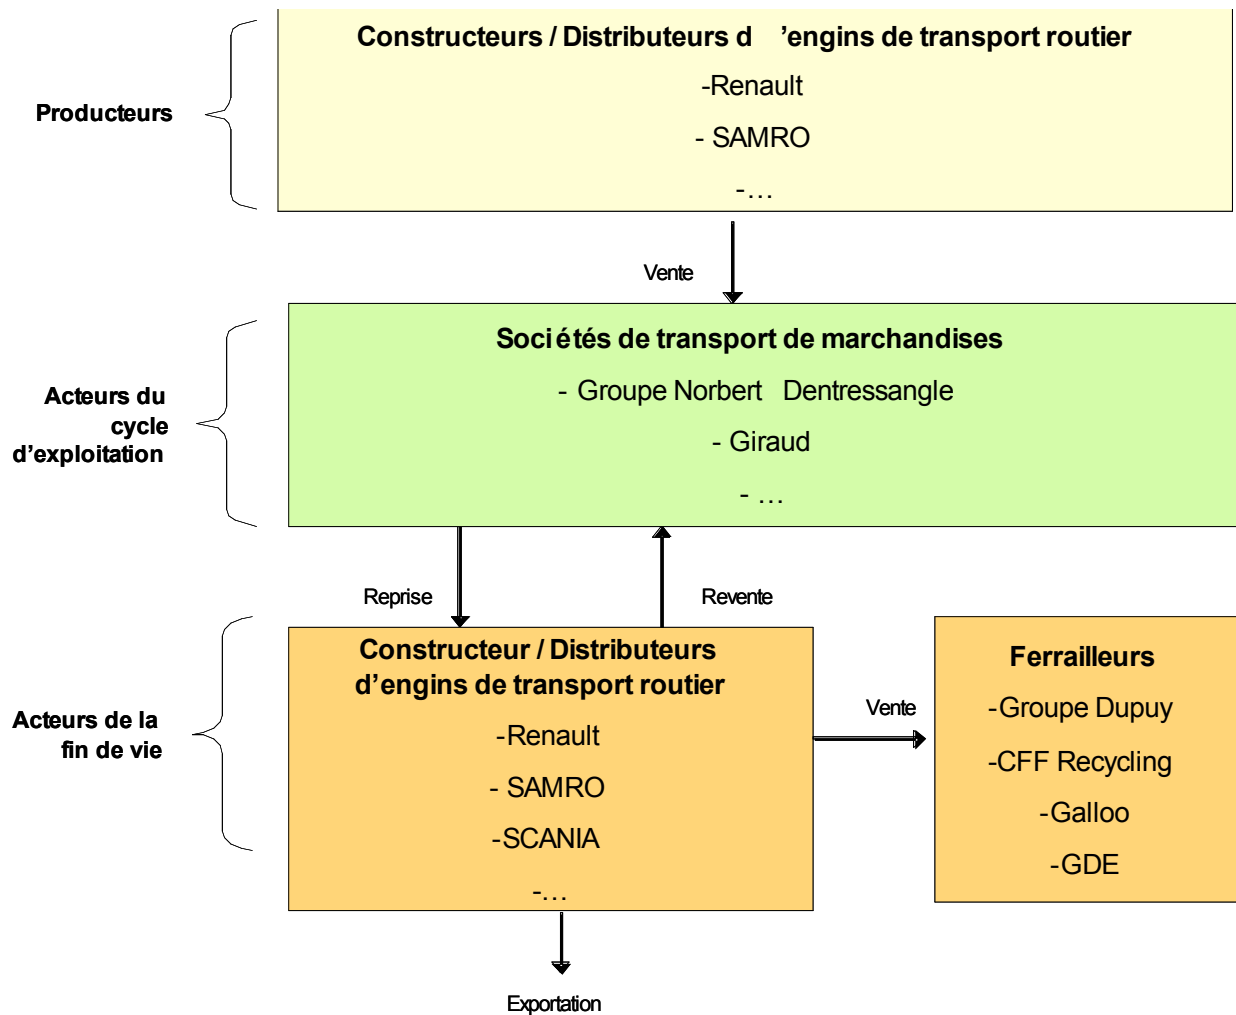 Constructeurs / Distributeurs d ’engins de transport routier
-Renault
- SAMRO
-...
Producteurs
Vente
Sociétés de transport de marchandises
- Groupe Norbert Dentressangle
- Giraud
- ...
Acteurs du
cycle
d’exploitation
Reprise
Revente
Constructeur / Distributeurs
d’engins de transport routier
-Renault
- SAMRO
-SCANIA
-...
Acteurs de la
fin de vie
Vente
Ferrailleurs
-Groupe Dupuy
-CFF Recycling
-Galloo
-GDE
Exportation